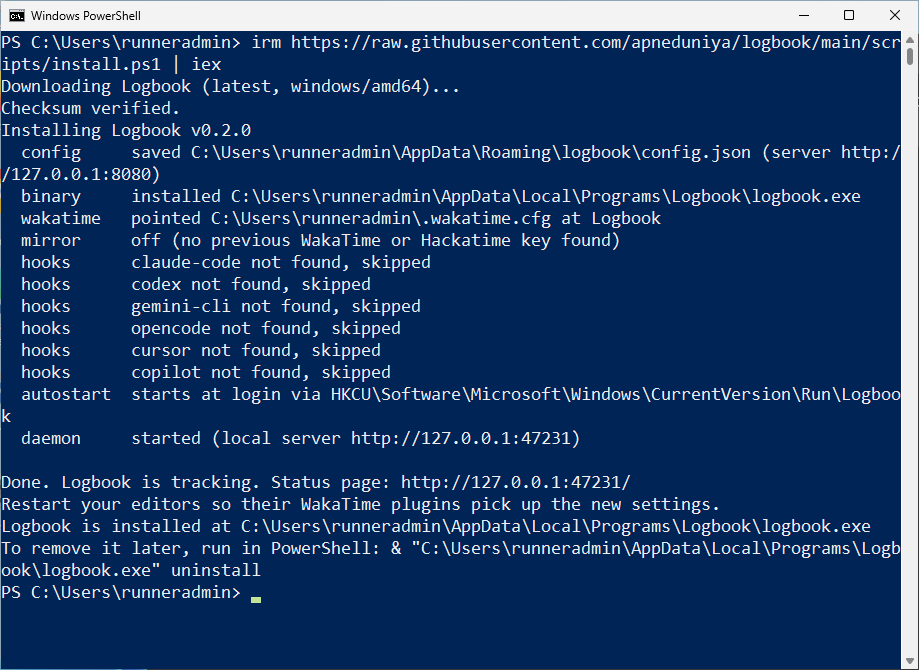 Windows PowerShell
PS C:\Users\runneradmin> irm https://raw.githubusercontent.com/apneduniya/logbook/main/scr
ipts/install.ps1 | iex
Downloading Logbook (latest, windows/amd64)...
Checksum verified.
Installing Logbook v0.2.0
  config     saved C:\Users\runneradmin\AppData\Roaming\logbook\config.json (server http:/
/127.0.0.1:8080)
  binary     installed C:\Users\runneradmin\AppData\Local\Programs\Logbook\logbook.exe
  wakatime   pointed C:\Users\runneradmin\.wakatime.cfg at Logbook
  mirror     off (no previous WakaTime or Hackatime key found)
  hooks      claude-code not found, skipped
  hooks      codex not found, skipped
  hooks      gemini-cli not found, skipped
  hooks      opencode not found, skipped
  hooks      cursor not found, skipped
  hooks      copilot not found, skipped
  autostart  starts at login via HKCU\Software\Microsoft\Windows\CurrentVersion\Run\Logboo
k
  daemon     started (local server http://127.0.0.1:47231)
Done. Logbook is tracking. Status page: http://127.0.0.1:47231/
Restart your editors so their WakaTime plugins pick up the new settings.
Logbook is installed at C:\Users\runneradmin\AppData\Local\Programs\Logbook\logbook.exe
To remove it later, run in PowerShell: & "C:\Users\runneradmin\AppData\Local\Programs\Logb
ook\logbook.exe" uninstall
PS C:\Users\runneradmin>